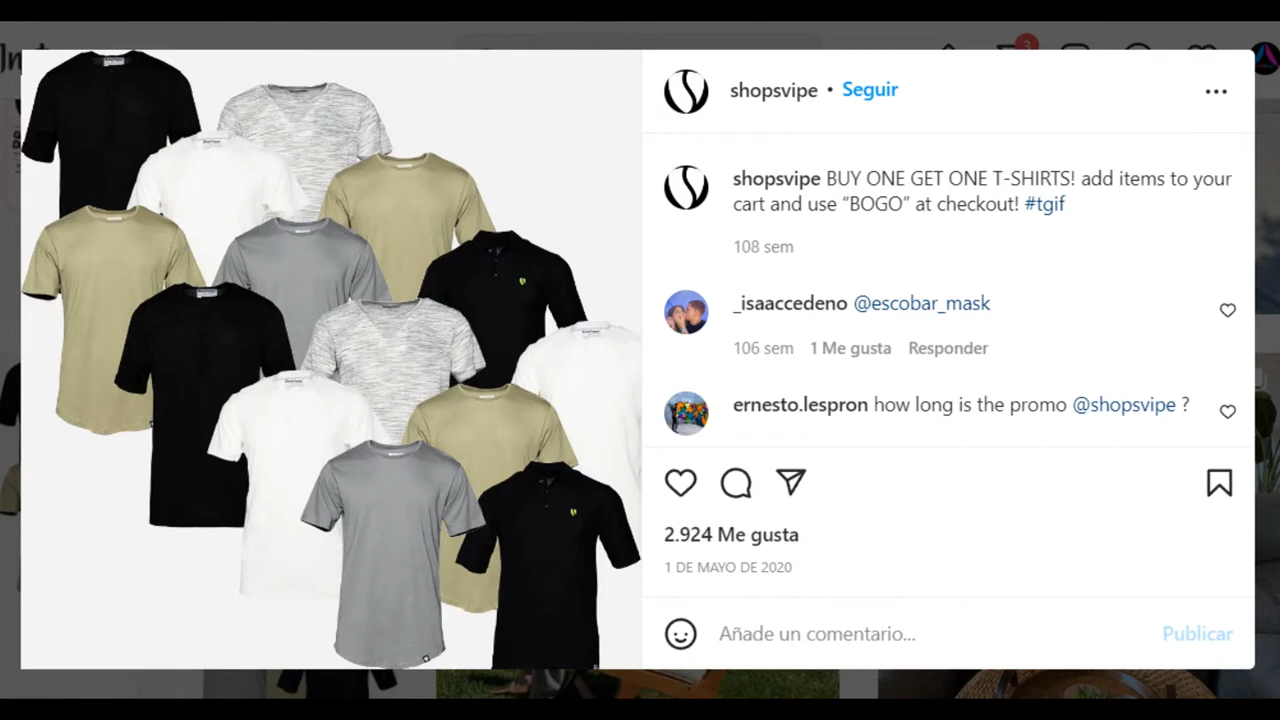 3
shopsvipe • Seguir
shopsvipe BUY ONE GET ONE T-SHIRTS! add items to your
cart and use “BOGO” at checkout! #tgif
108 sem
_isaaccedeno @escobar_mask
106 sem 1 Me gusta Responder
ernesto.lespron how long is the promo @shopsvipe ?
2.924 Me gusta
1 DE MAYO DE 2020
Añade un comentario...
Publicar